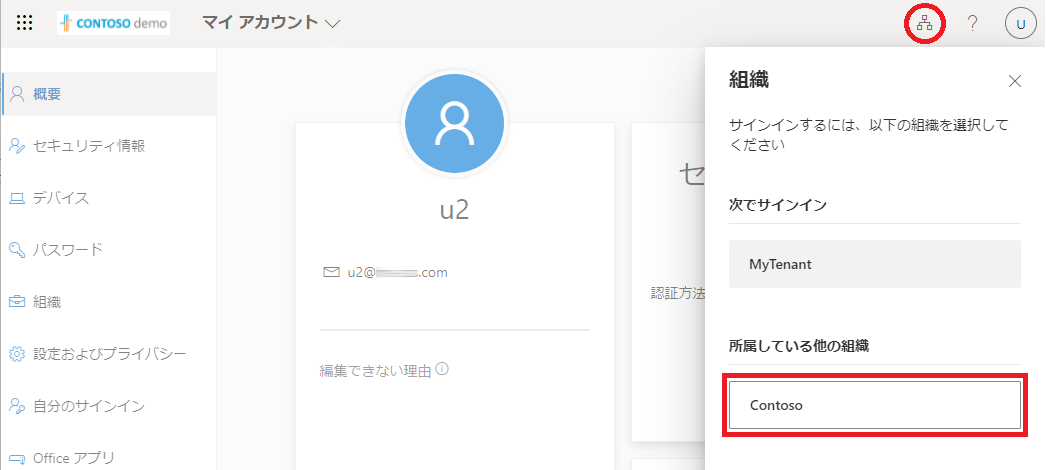 CONTOSO demo
マイ アカウント
?
U
概要
セキュリティ情報
デバイス
パスワード
組織
設定およびプライバシー
自分のサインイン
Office アプリ
u2
u2@ .com
編集できない理由
セ
認証方法
組織
サインインするには、以下の組織を選択して
ください
次でサインイン
MyTenant
所属している他の組織
Contoso